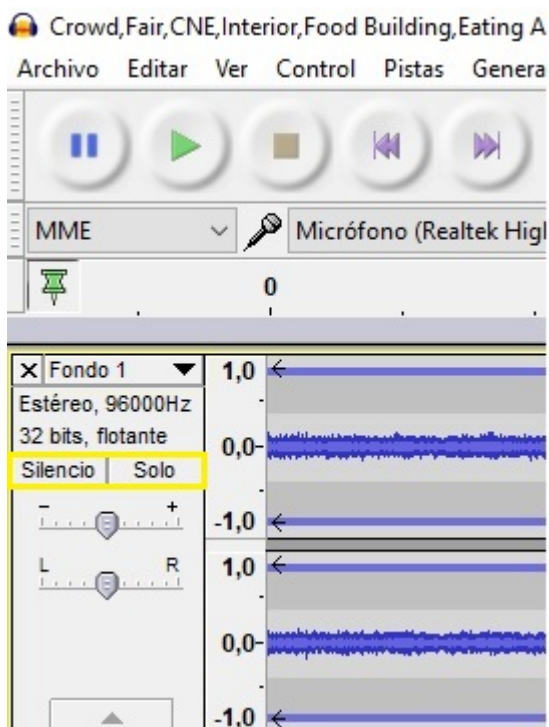 Crowd,Fair,CNE,Interior,Food Building,Eating A
Archivo Editar Ver Control Pistas Genera
MME Micrófono (Realtek Higl
0
Fondo 1
1,0
Estéreo, 96000Hz
32 bits, flotante
0,0-
Silencio Solo
- +
-1,0
L R
1,0
0,0-
-1,0